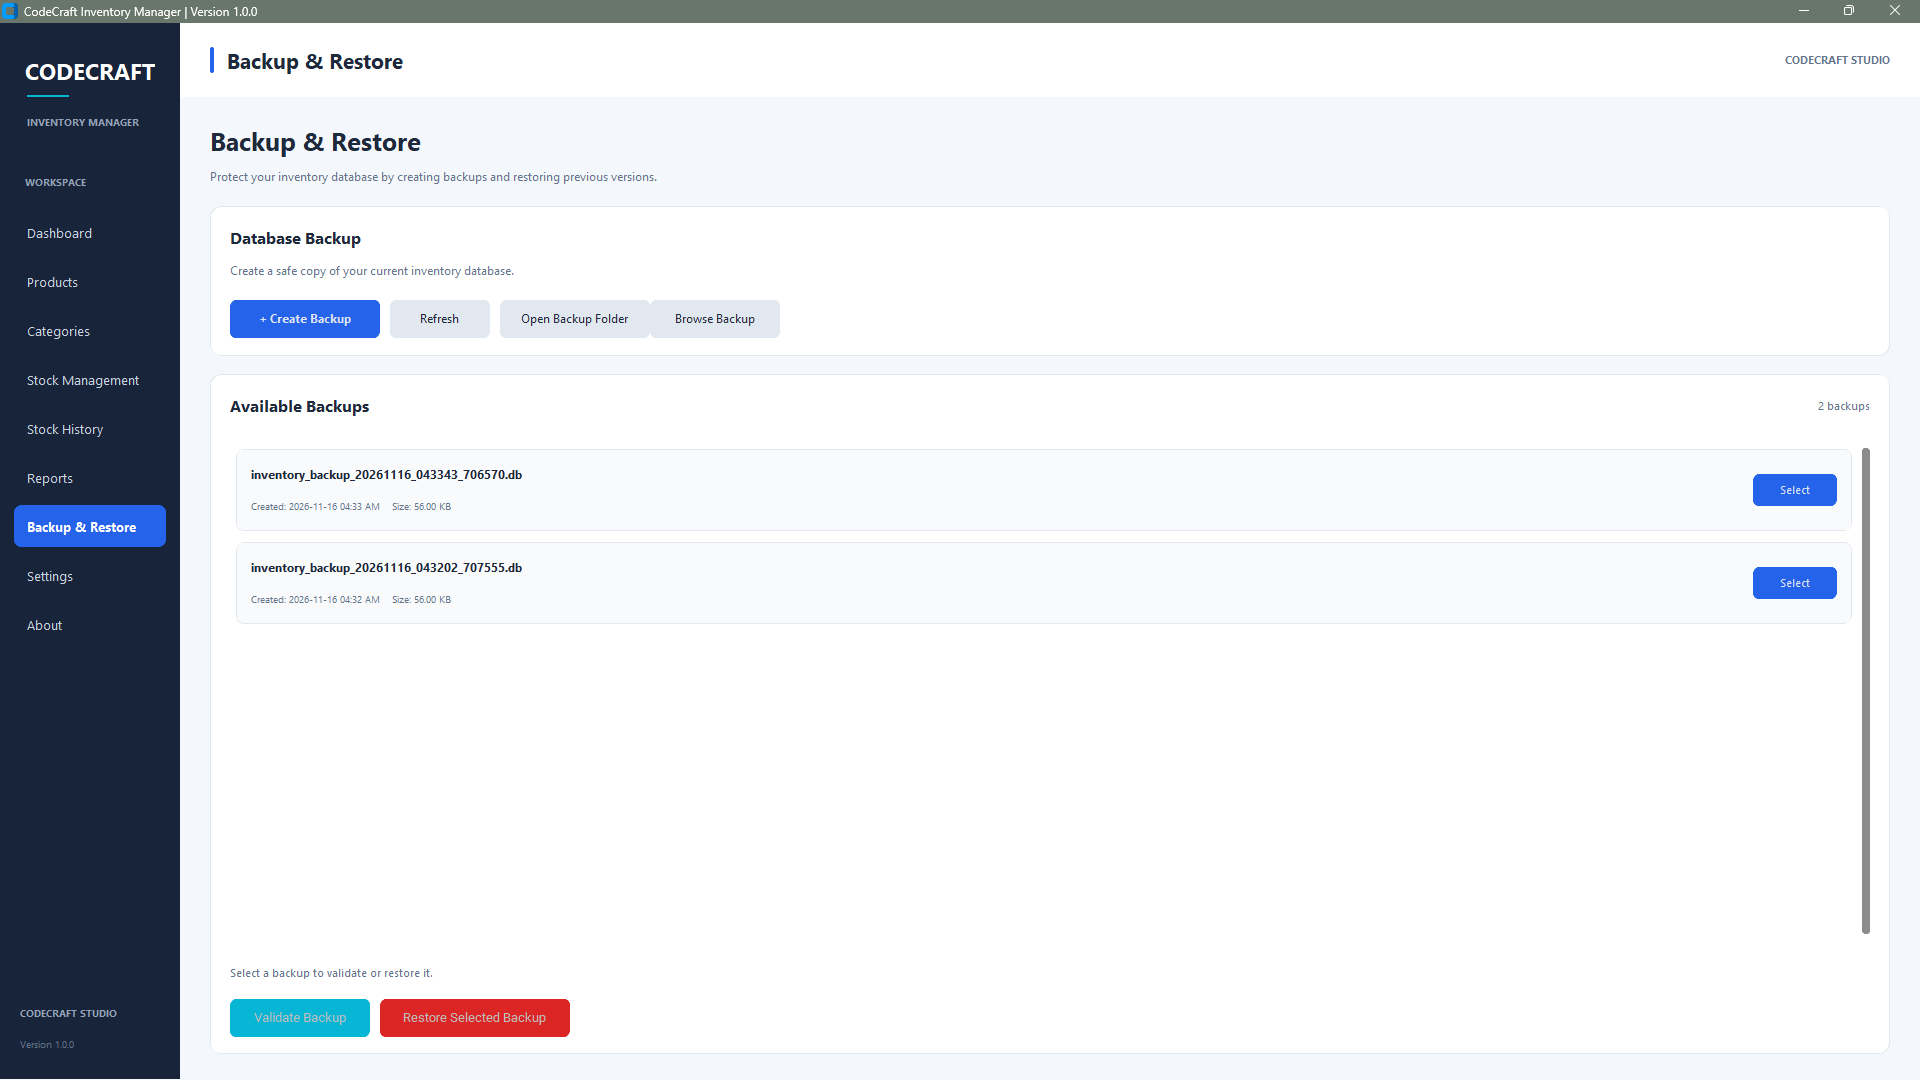 CodeCraft Inventory Manager | Version 1.0.0
CODECRAFT
INVENTORY MANAGER
WORKSPACE
Dashboard
Products
Categories
Stock Management
Stock History
Reports
Backup & Restore
Settings
About
CODECRAFT STUDIO
Version 1.0.0
Backup & Restore
CODECRAFT STUDIO
Backup & Restore
Protect your inventory database by creating backups and restoring previous versions.
Database Backup
Create a safe copy of your current inventory database.
+ Create Backup
Refresh
Open Backup Folder
Browse Backup
Available Backups
2 backups
inventory_backup_20261116_043343_706570.db
Created: 2026-11-16 04:33 AM Size: 56.00 KB
Select
inventory_backup_20261116_043202_707555.db
Created: 2026-11-16 04:32 AM Size: 56.00 KB
Select
Select a backup to validate or restore it.
Validate Backup
Restore Selected Backup